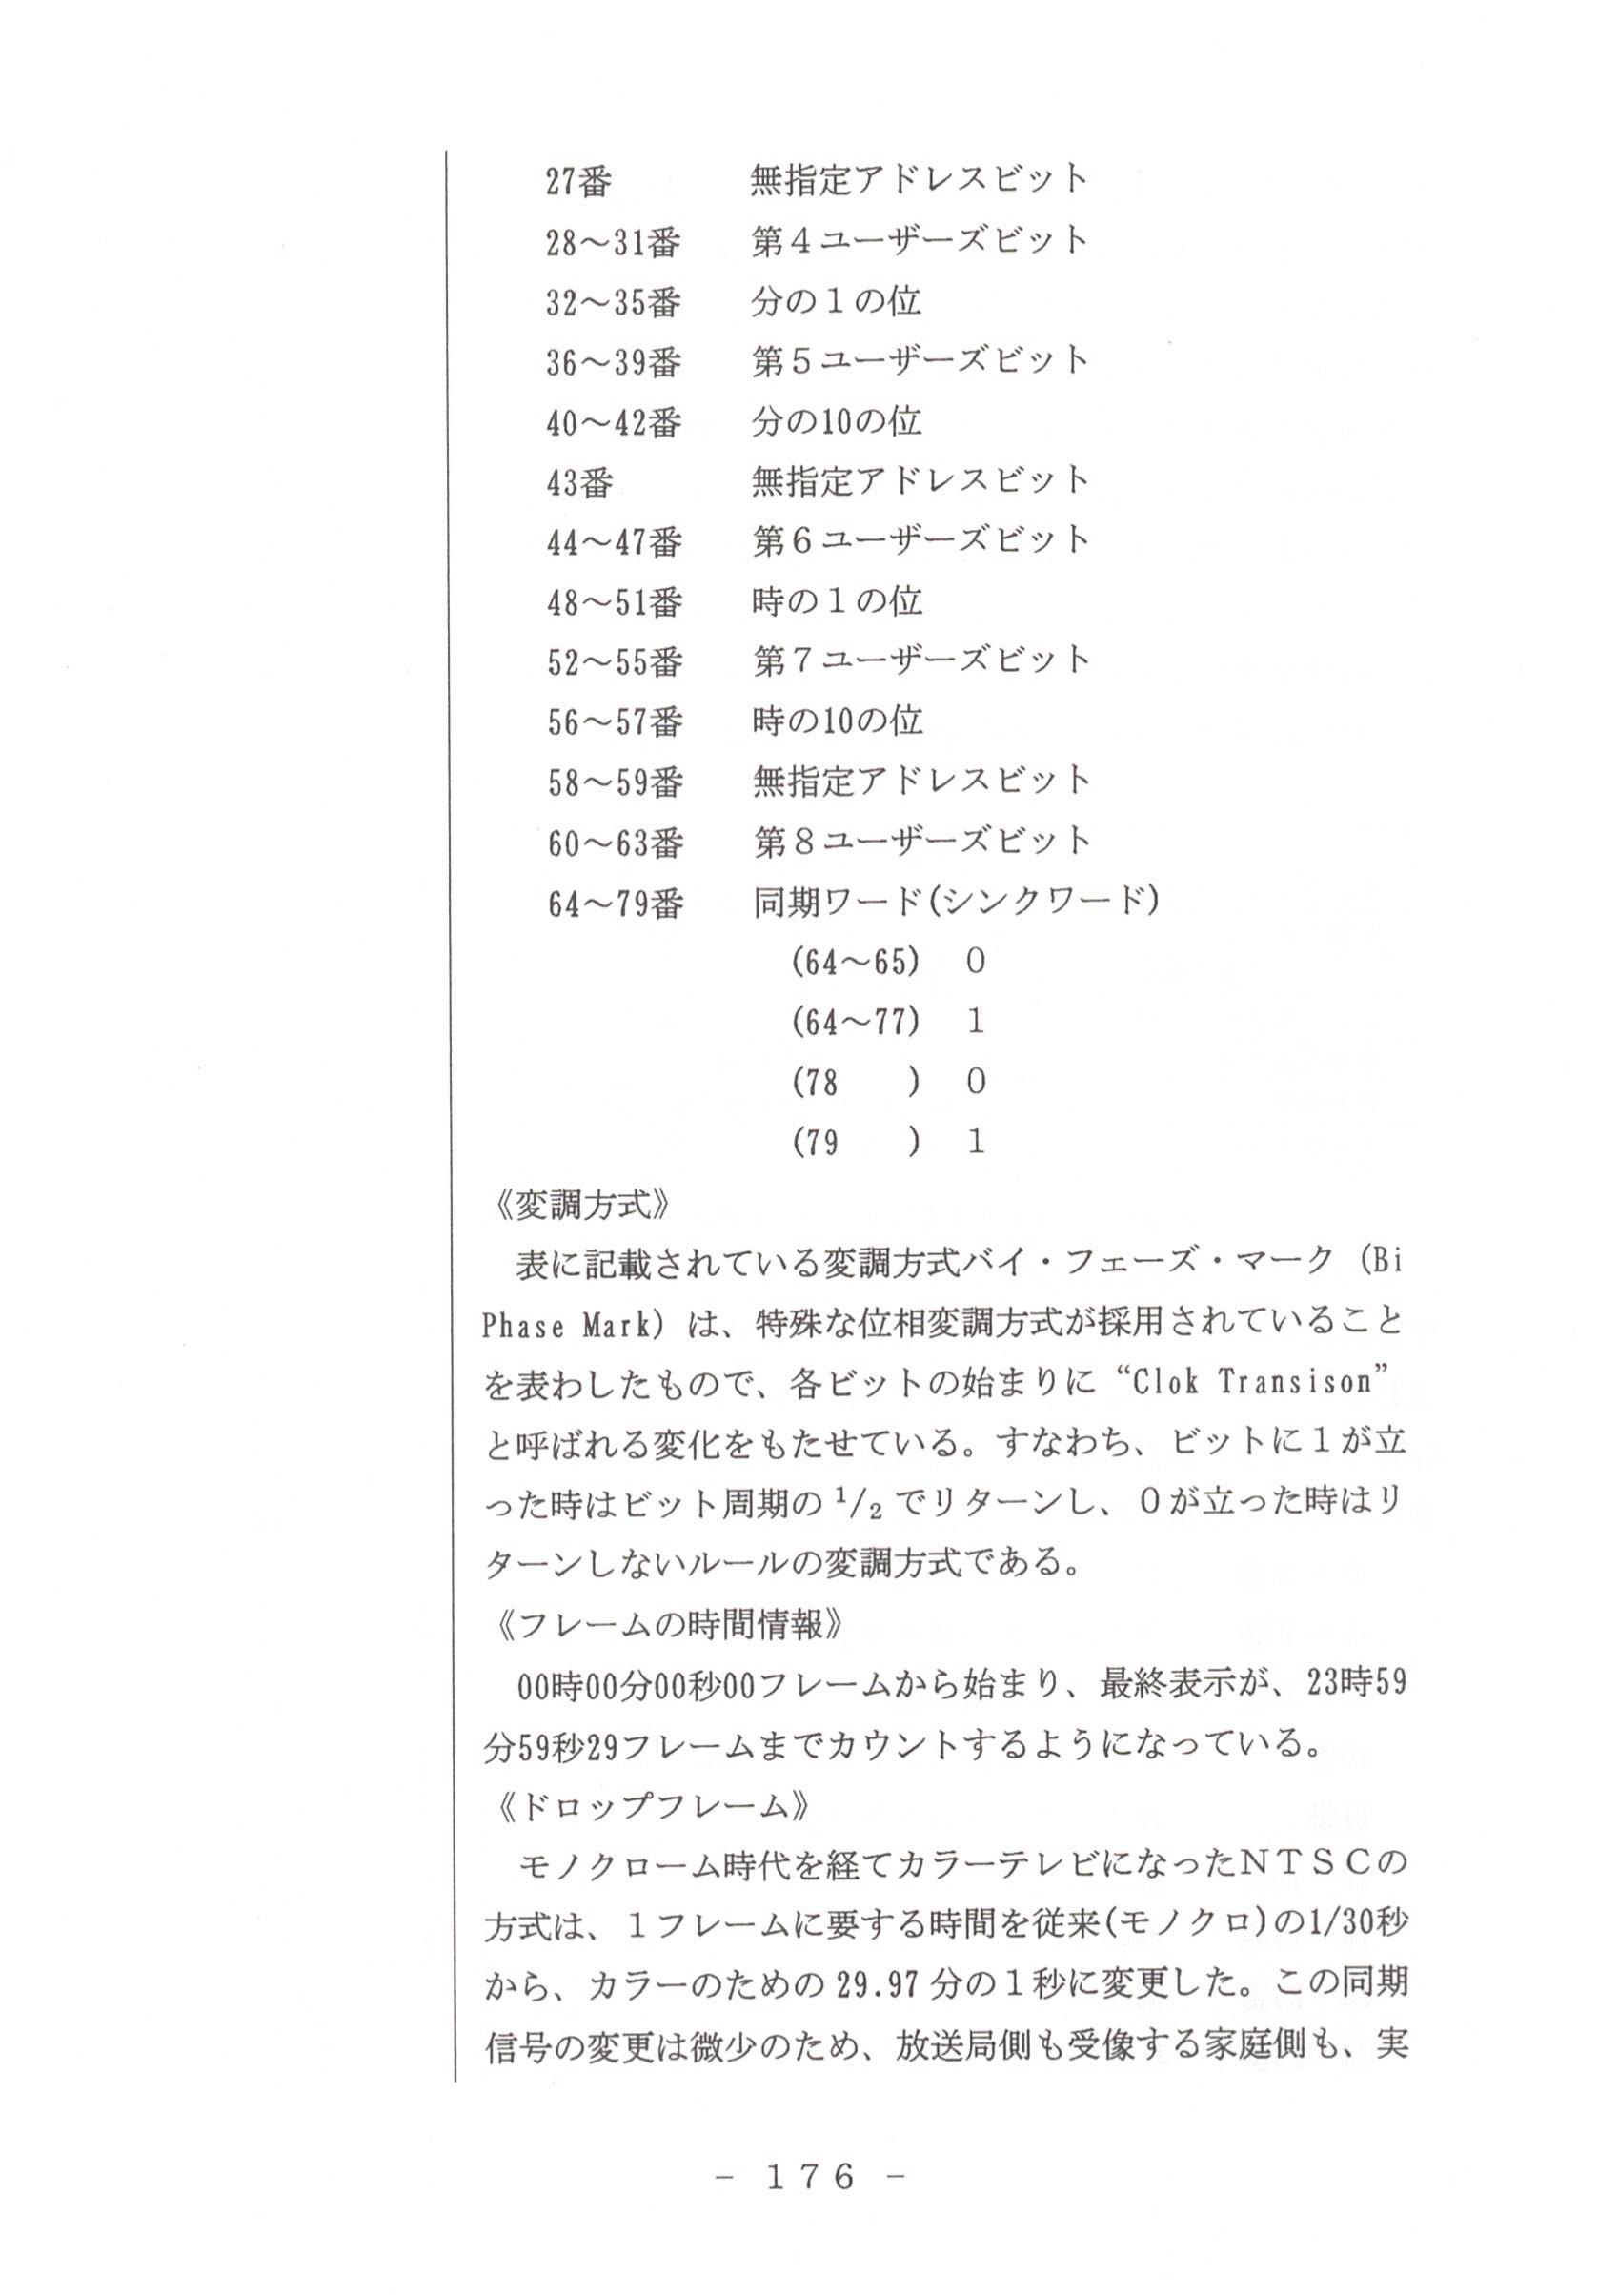 27番　無指定アドレスビット
28～31番　第４ユーザーズビット
32～35番　分の１の位
36～39番　第５ユーザーズビット
40～42番　分の10の位
43番　無指定アドレスビット
44～47番　第６ユーザーズビット
48～51番　時の１の位
52～55番　第７ユーザーズビット
56～57番　時の10の位
58～59番　無指定アドレスビット
60～63番　第８ユーザーズビット
64～79番　同期ワード(シンクワード)
(64～65)　０
(64～77)　１
(78　　)　０
(79　　)　１
《変調方式》
　表に記載されている変調方式バイ・フェーズ・マーク（Bi
Phase Mark）は、特殊な位相変調方式が採用されていること
を表わしたもので、各ビットの始まりに“Clok Transison”
と呼ばれる変化をもたせている。すなわち、ビットに１が立
った時はビット周期の 1/2 でリターンし、０が立った時はリ
ターンしないルールの変調方式である。
《フレームの時間情報》
　00時00分00秒00フレームから始まり、最終表示が、23時59
分59秒29フレームまでカウントするようになっている。
《ドロップフレーム》
　モノクローム時代を経てカラーテレビになったＮＴＳＣの
方式は、１フレームに要する時間を従来(モノクロ)の1/30秒
から、カラーのための 29.97 分の１秒に変更した。この同期
信号の変更は微少のため、放送局側も受像する家庭側も、実
－ 176 －